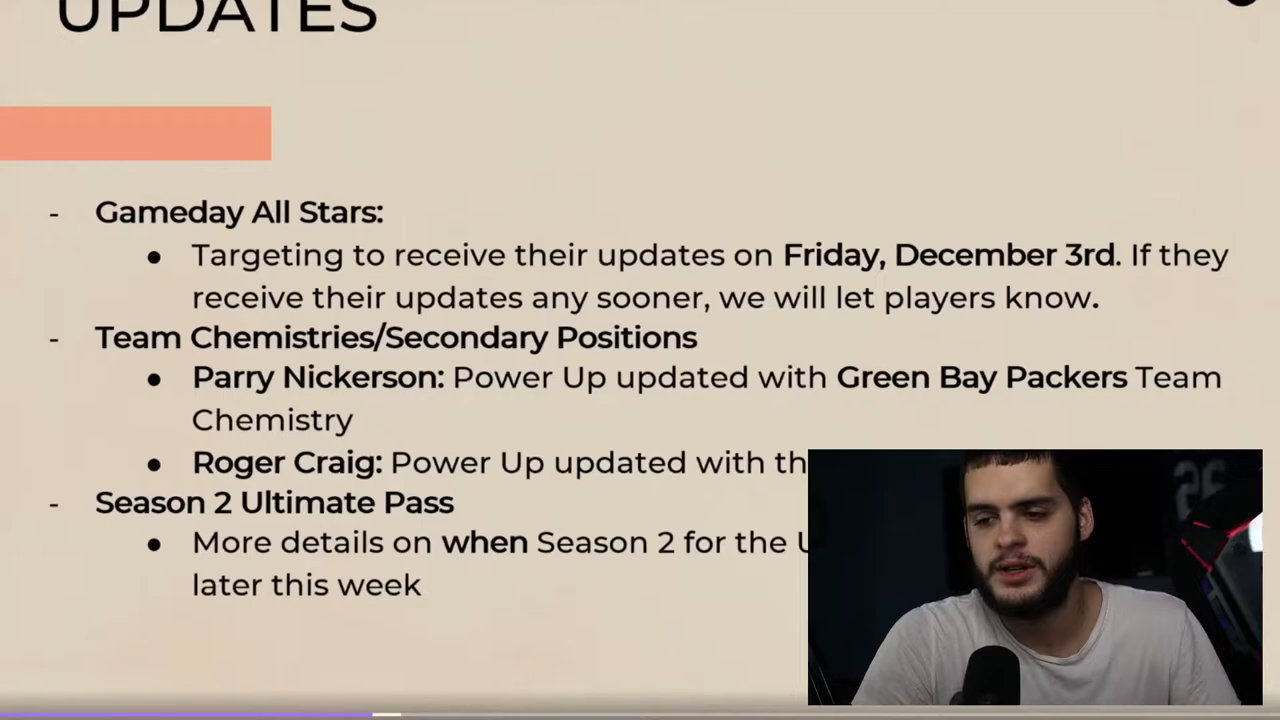 UPDATES
- Gameday All Stars:
● Targeting to receive their updates on Friday, December 3rd. If they
receive their updates any sooner, we will let players know.
- Team Chemistries/Secondary Positions
● Parry Nickerson: Power Up updated with Green Bay Packers Team
Chemistry
● Roger Craig: Power Up updated with th
- Season 2 Ultimate Pass
● More details on when Season 2 for the U
later this week
26